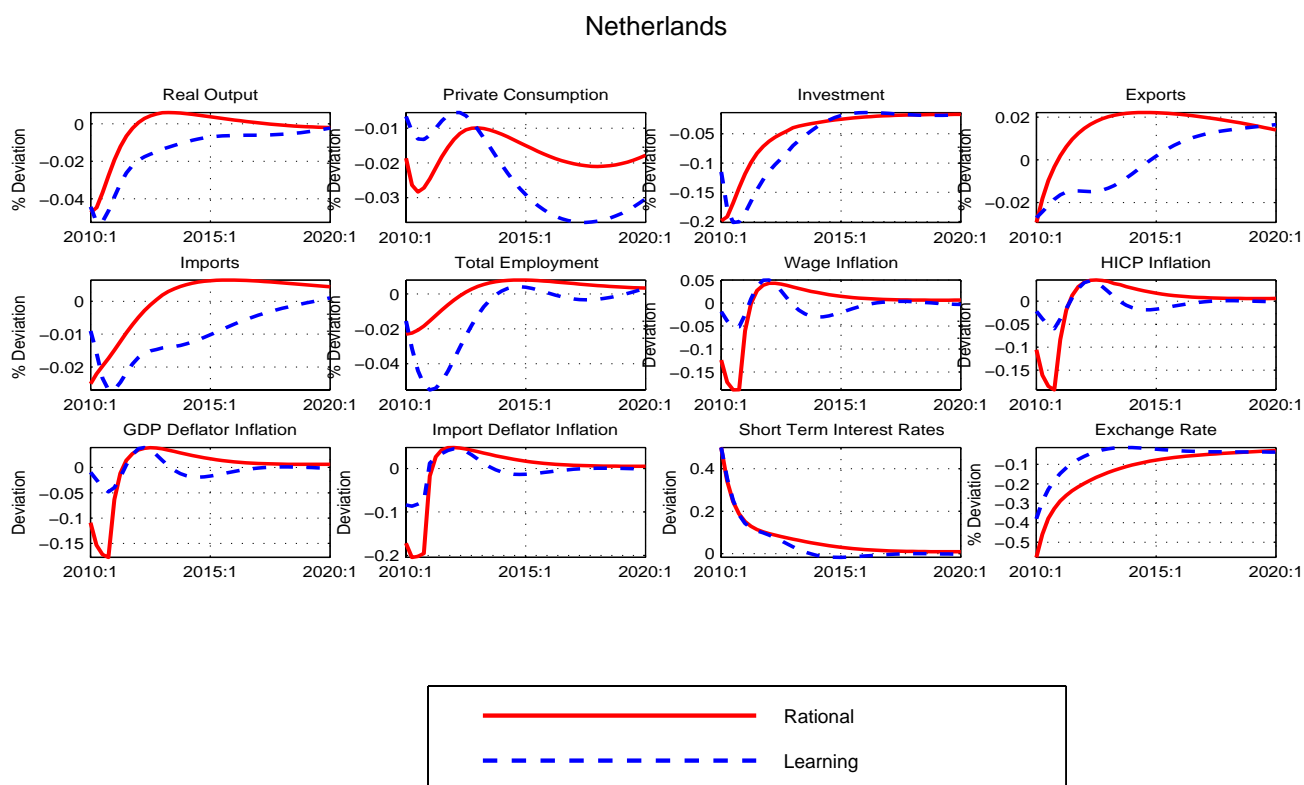 Netherlands
Real Output
Private Consumption
Investment
Exports
% Deviation
0
−0.02
−0.04
2010:1
2015:1
2020:1
% Deviation
−0.01
−0.02
−0.03
2010:1
2015:1
2020:1
% Deviation
−0.05
−0.1
−0.15
−0.2
2010:1
2015:1
2020:1
% Deviation
0.02
0
−0.02
2010:1
2015:1
2020:1
Imports
Total Employment
Wage Inflation
HICP Inflation
% Deviation
0
−0.01
−0.02
2010:1
2015:1
2020:1
% Deviation
0
−0.02
−0.04
2010:1
2015:1
2020:1
Deviation
0.05
0
−0.05
−0.1
−0.15
2010:1
2015:1
2020:1
Deviation
0
−0.05
−0.1
−0.15
2010:1
2015:1
2020:1
GDP Deflator Inflation
Import Deflator Inflation
Short Term Interest Rates
Exchange Rate
Deviation
0
−0.05
−0.1
−0.15
2010:1
2015:1
2020:1
Deviation
0
−0.1
−0.2
2010:1
2015:1
2020:1
Deviation
0.4
0.2
0
2010:1
2015:1
2020:1
% Deviation
−0.1
−0.2
−0.3
−0.4
−0.5
2010:1
2015:1
2020:1
Rational
Learning